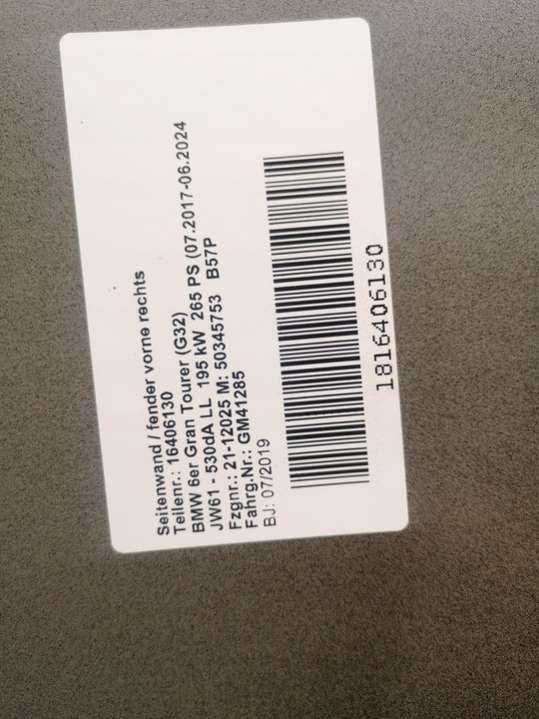 Seitenwand / fender vorne rechts
Teilenr.: 16406130
BMW 6er Gran Tourer (G32)
JW61 - 530dA LL 195 kW 265 PS (07.2017-06.2024
Fzgnr.: 21-12025 M: 50345753 B57P
Fahrg.Nr.: GM41285
BJ: 07/2019
1816406130